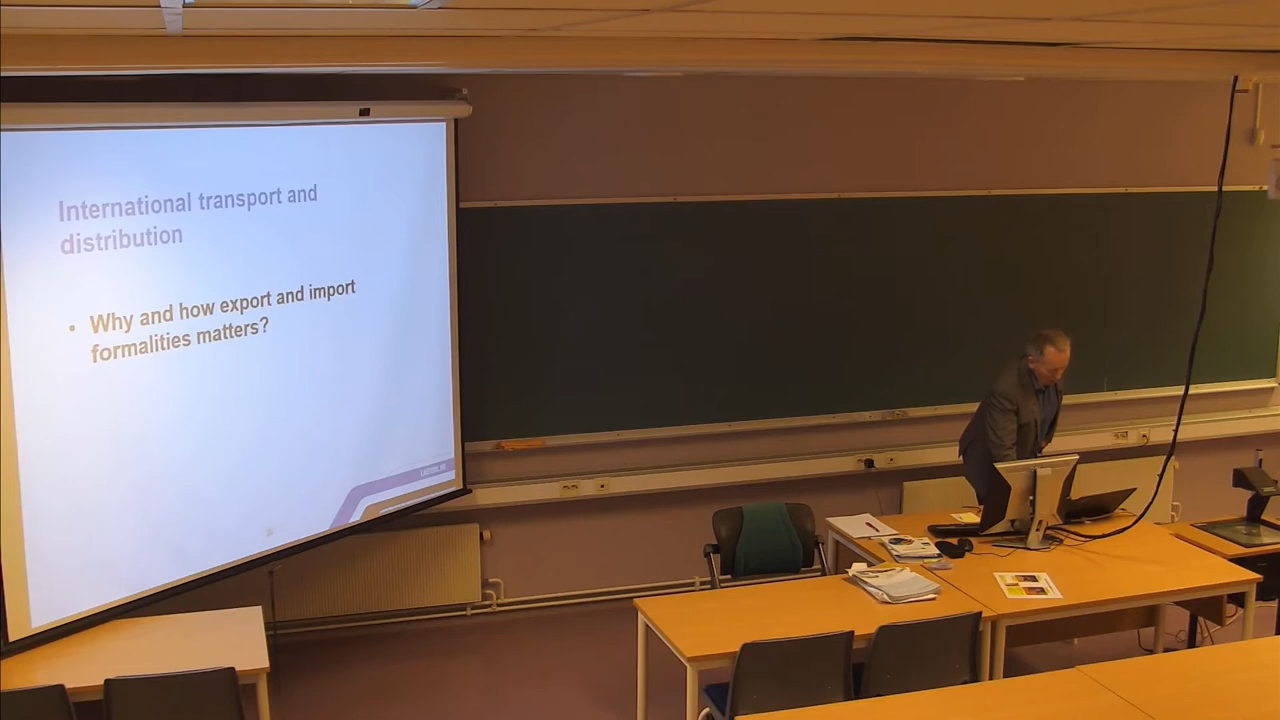 International transport and
distribution
• Why and how export and import
formalities matters?